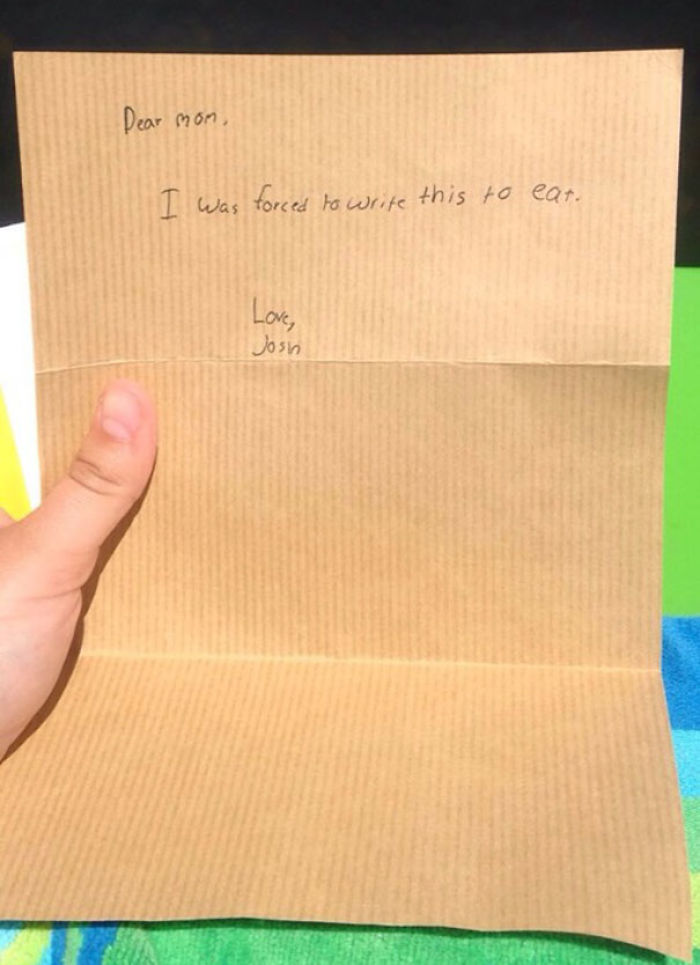 Dear mom,
I was forced to write this to eat.
Love,
Josh